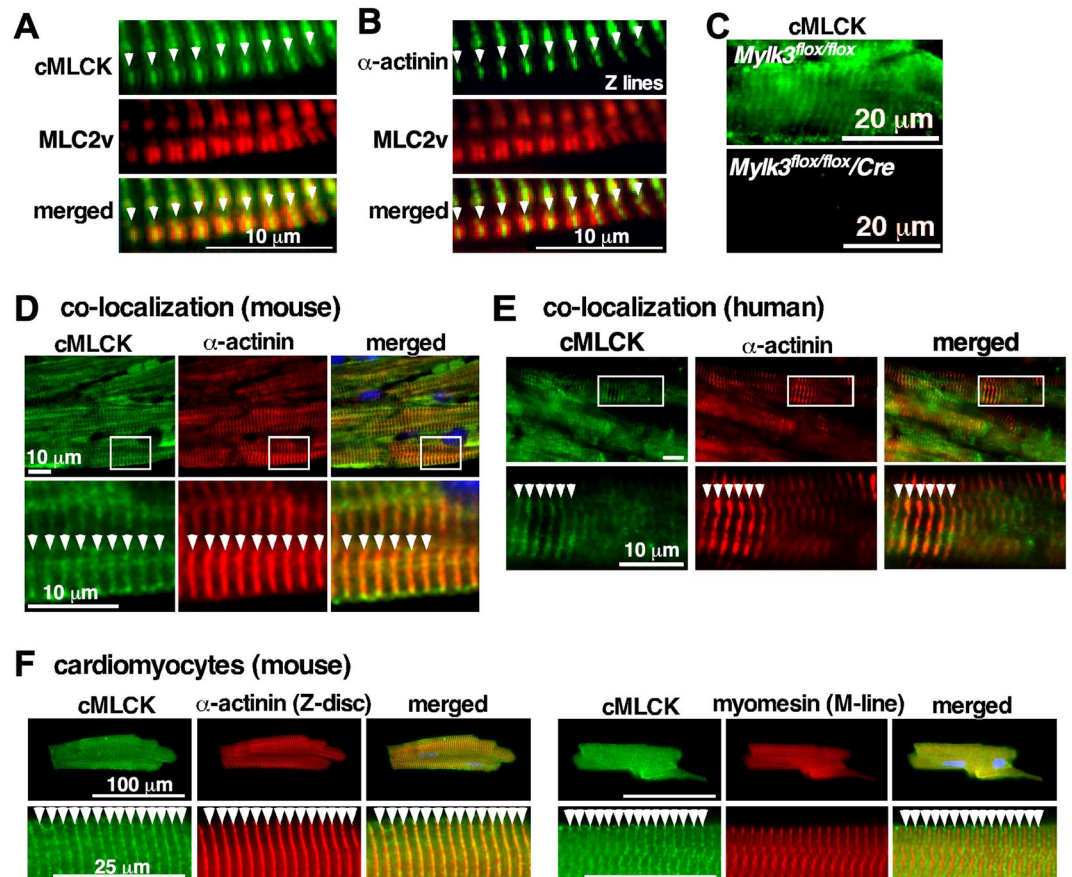 A
cMLCK
MLC2v
merged
10 μm
B
α-actinin
Z lines
MLC2v
merged
10 μm
C
cMLCK
Mylk3flox/flox
20 μm
Mylk3flox/flox/Cre
20 μm
D co-localization (mouse)
cMLCK α-actinin merged
10 μm
10 μm
E co-localization (human)
cMLCK α-actinin merged
10 μm
F cardiomyocytes (mouse)
cMLCK α-actinin (Z-disc) merged
100 μm
25 μm
cMLCK myomesin (M-line) merged